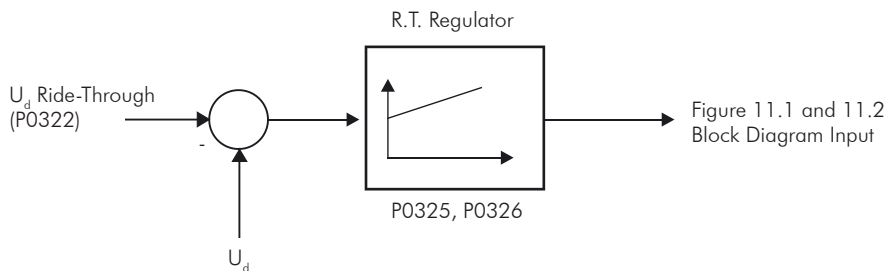 R.T. Regulator
U_d Ride-Through
(P0322)
-
Figure 11.1 and 11.2
Block Diagram Input
P0325, P0326
U_d